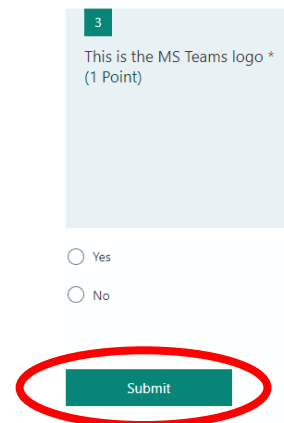 3
This is the MS Teams logo *
(1 Point)
Yes
No
Submit